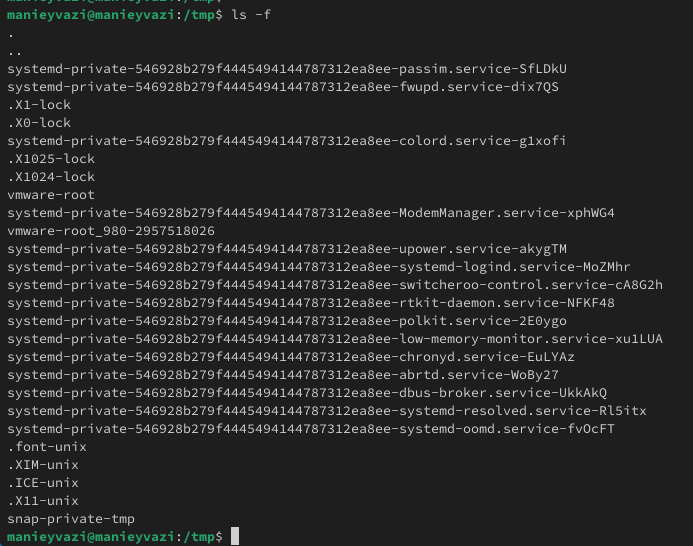 manieyvazi@manieyvazi:/tmp$ ls -f
.
..
systemd-private-546928b279f4445494144787312ea8ee-passim.service-SfLDkU
systemd-private-546928b279f4445494144787312ea8ee-fwupd.service-dix7QS
.X1-lock
.X0-lock
systemd-private-546928b279f4445494144787312ea8ee-colord.service-g1xofi
.X1025-lock
.X1024-lock
vmware-root
systemd-private-546928b279f4445494144787312ea8ee-ModemManager.service-xphWG4
vmware-root_980-2957518026
systemd-private-546928b279f4445494144787312ea8ee-upower.service-akygTM
systemd-private-546928b279f4445494144787312ea8ee-systemd-logind.service-MoZMhr
systemd-private-546928b279f4445494144787312ea8ee-switcheroo-control.service-cA8G2h
systemd-private-546928b279f4445494144787312ea8ee-rtkit-daemon.service-NFKF48
systemd-private-546928b279f4445494144787312ea8ee-polkit.service-2E0ygo
systemd-private-546928b279f4445494144787312ea8ee-low-memory-monitor.service-xu1LUA
systemd-private-546928b279f4445494144787312ea8ee-chronyd.service-EuLYAz
systemd-private-546928b279f4445494144787312ea8ee-abrtd.service-WoBy27
systemd-private-546928b279f4445494144787312ea8ee-dbus-broker.service-UkkAkQ
systemd-private-546928b279f4445494144787312ea8ee-systemd-resolved.service-Rl5itx
systemd-private-546928b279f4445494144787312ea8ee-systemd-oomd.service-fvOcFT
.font-unix
.XIM-unix
.ICE-unix
.X11-unix
snap-private-tmp
manieyvazi@manieyvazi:/tmp$